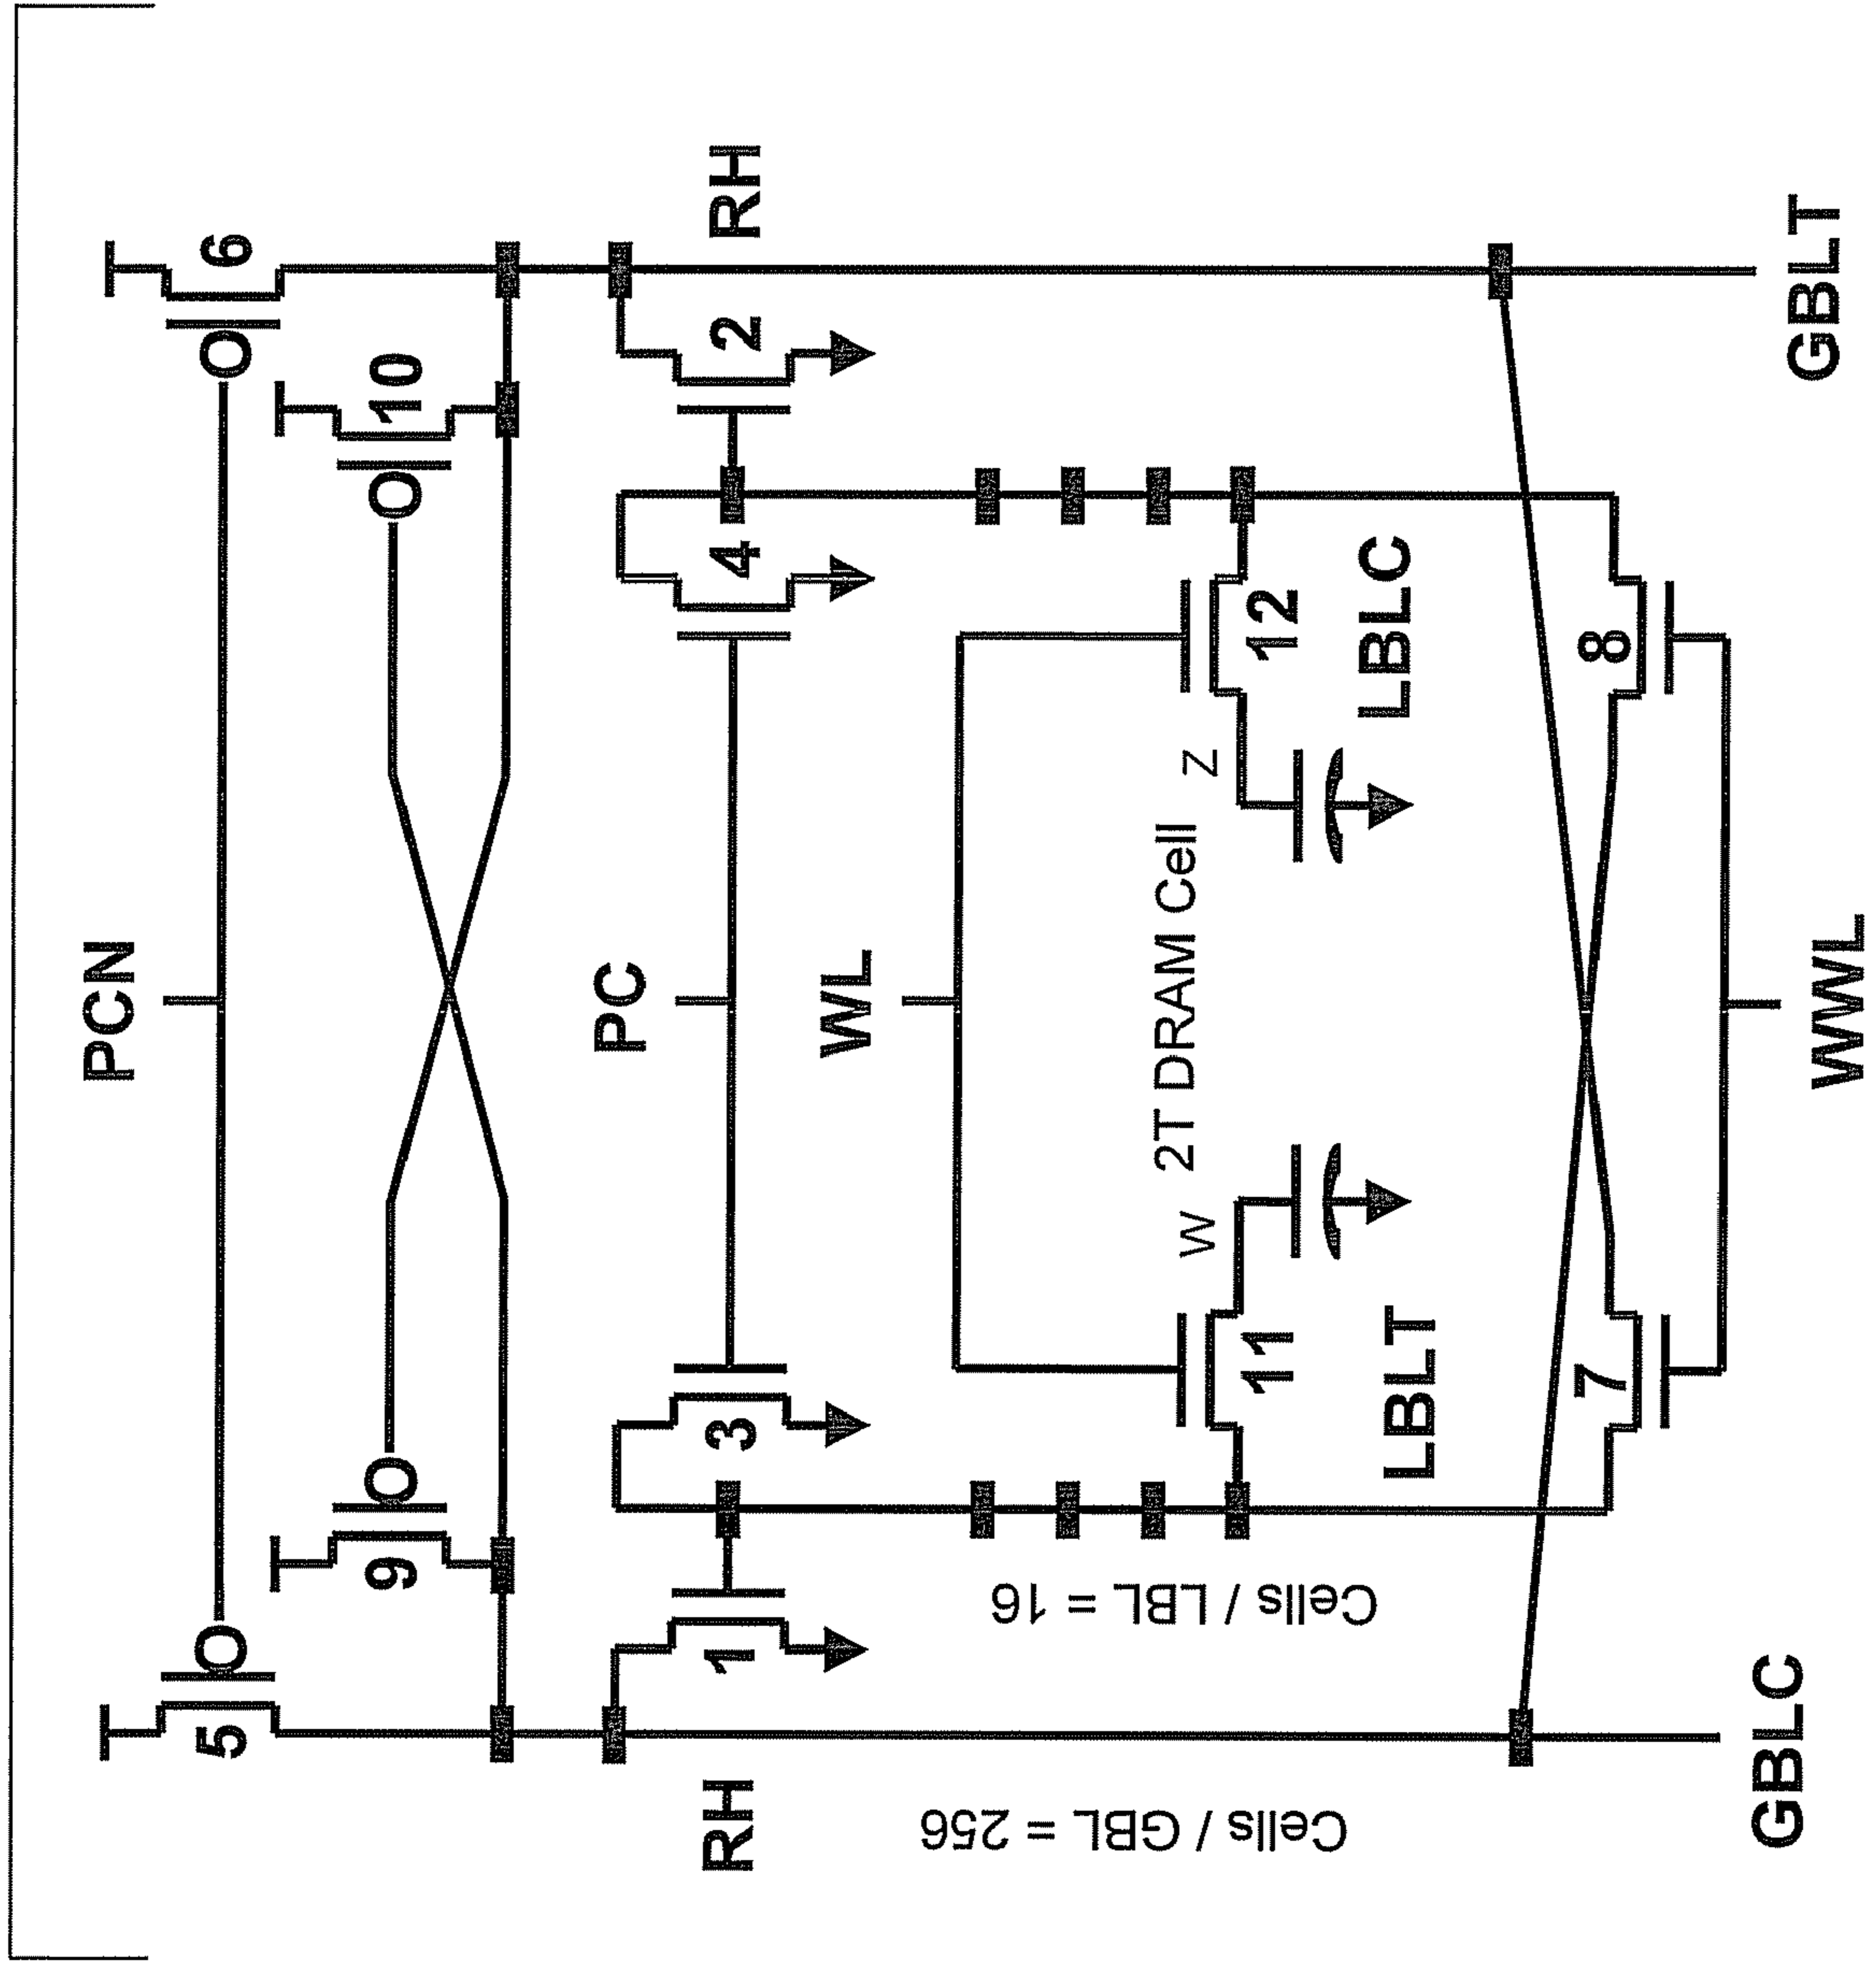 PCN
6
5
10
9
RH
RH
PC
2
4
3
1
WL
2T DRAM Cell
W
Z
12
11
LBLC
LBLT
Cells / LBL = 16
Cells / GBL = 256
8
7
GBLT
GBLC
WWL